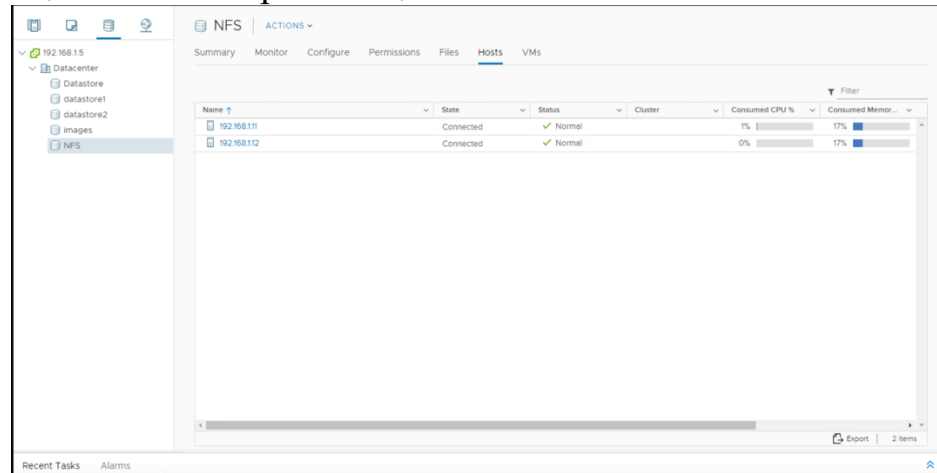 NFS ACTIONS
192.168.1.5
Datacenter
Datastore
datastore1
datastore2
images
NFS
Summary Monitor Configure Permissions Files Hosts VMs
Filter
Name State Status Cluster Consumed CPU % Consumed Memor...
192.168.1.11 Connected Normal 1% 17%
192.168.1.12 Connected Normal 0% 17%
Export 2 items
Recent Tasks Alarms